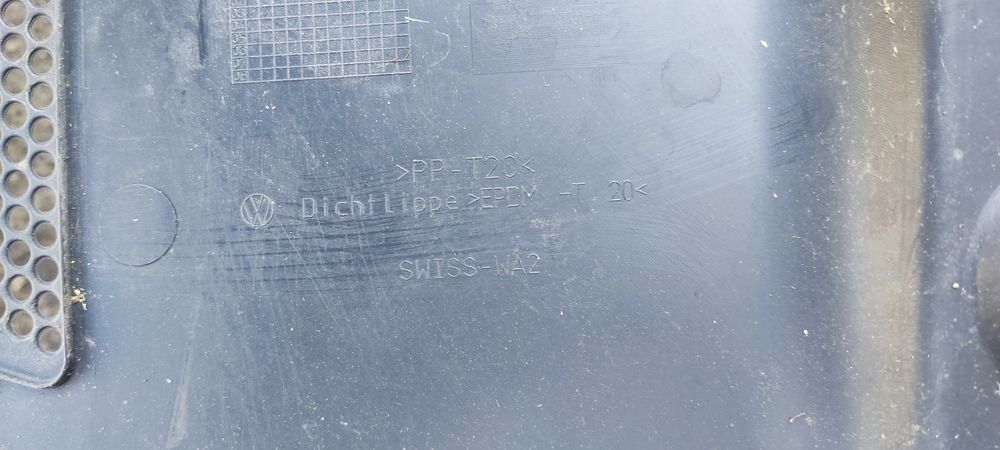 >PP-T20<
Dichtlippe >EPDM -T 20<
SWISS-WA2